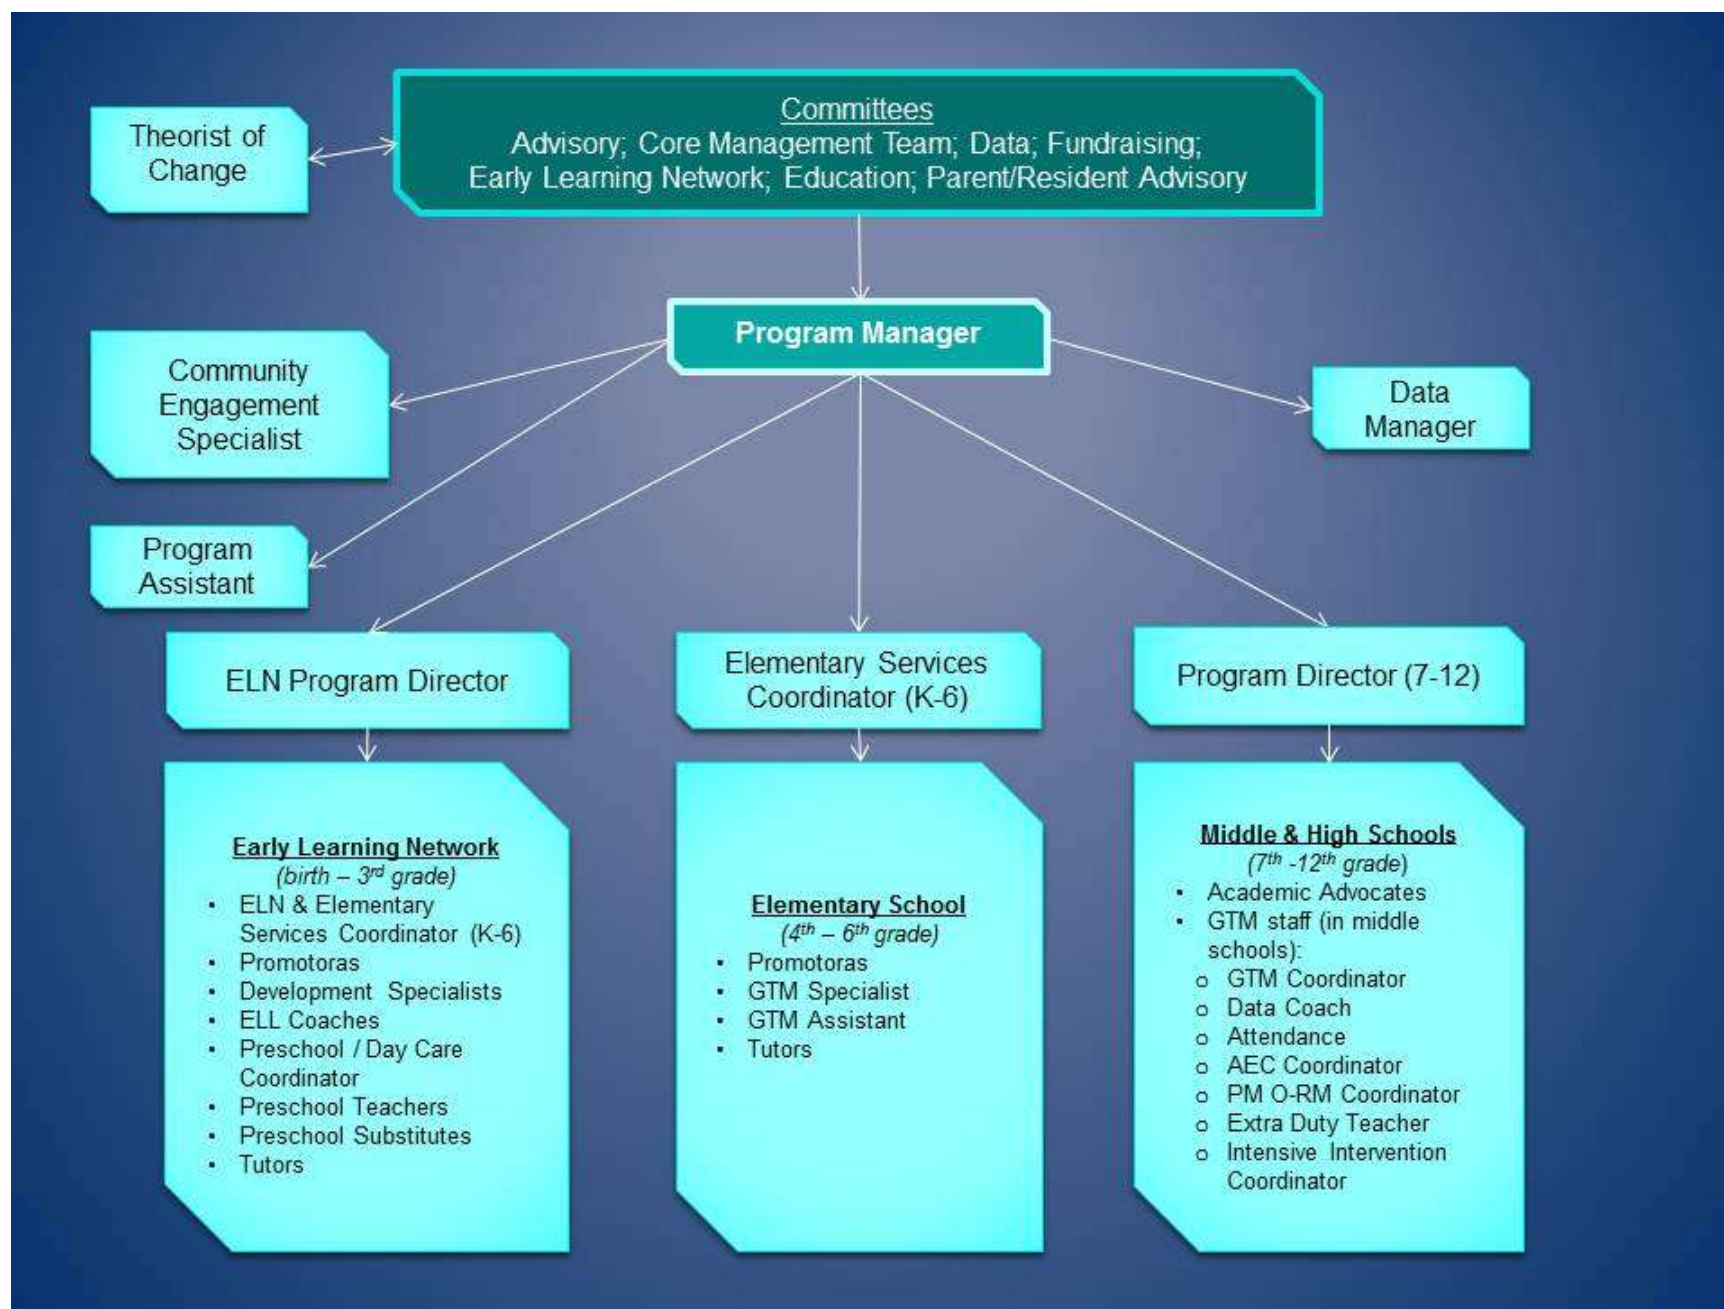 Committees
Advisory; Core Management Team; Data; Fundraising;
Early Learning Network; Education; Parent/Resident Advisory
Theorist of
Change
Program Manager
Community
Engagement
Specialist
Data
Manager
Program
Assistant
ELN Program Director
Elementary Services
Coordinator (K-6)
Program Director (7-12)
Early Learning Network
(birth – 3rd grade)
• ELN & Elementary
Services Coordinator (K-6)
• Promotoras
• Development Specialists
• ELL Coaches
• Preschool / Day Care
Coordinator
• Preschool Teachers
• Preschool Substitutes
• Tutors
Elementary School
(4th – 6th grade)
• Promotoras
• GTM Specialist
• GTM Assistant
• Tutors
Middle & High Schools
(7th -12th grade)
• Academic Advocates
• GTM staff (in middle
schools):
o GTM Coordinator
o Data Coach
o Attendance
o AEC Coordinator
o PM O-RM Coordinator
o Extra Duty Teacher
o Intensive Intervention
Coordinator